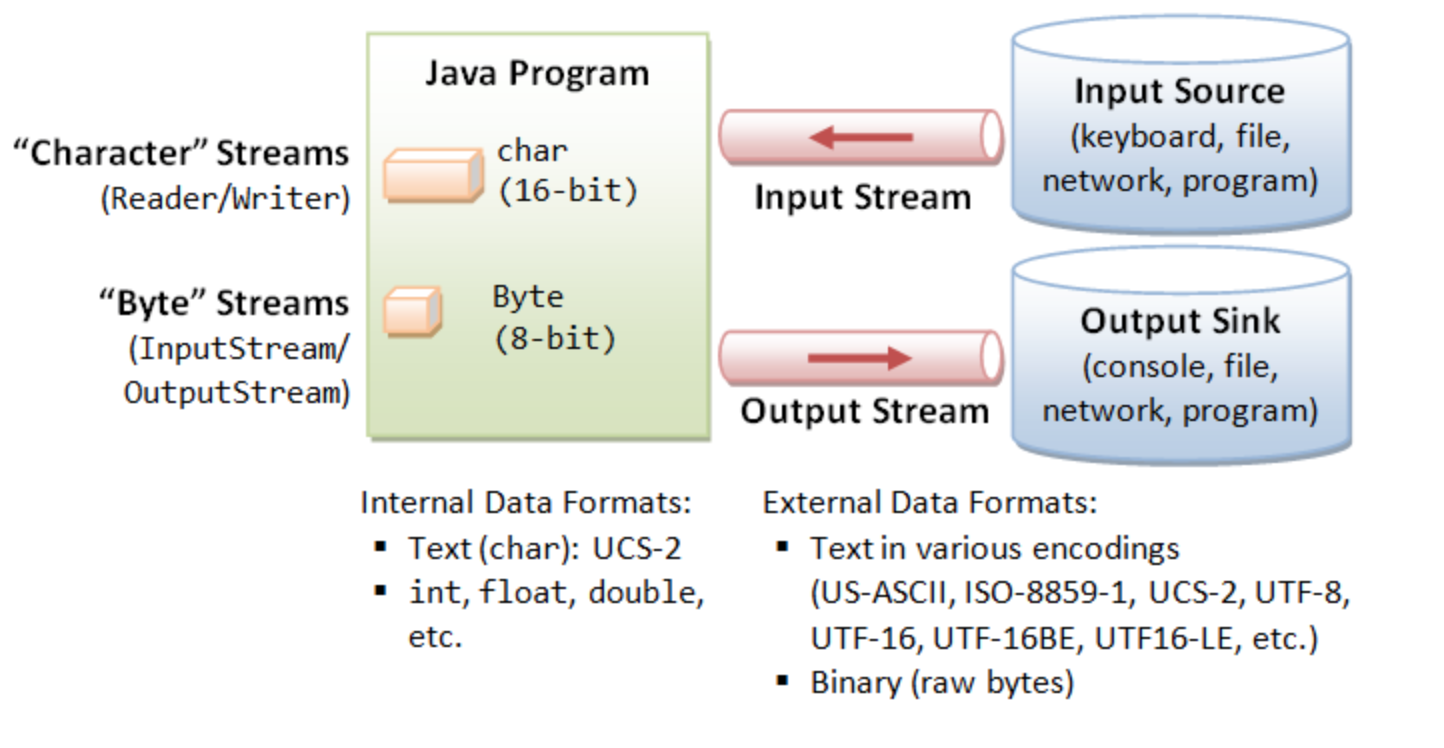 Java Program
“Character” Streams
(Reader/Writer)
char
(16-bit)
“Byte” Streams
(InputStream/
OutputStream)
Byte
(8-bit)
Input Stream
Output Stream
Input Source
(keyboard, file,
network, program)
Output Sink
(console, file,
network, program)
Internal Data Formats:
▪ Text (char): UCS-2
▪ int, float, double,
etc.
External Data Formats:
▪ Text in various encodings
(US-ASCII, ISO-8859-1, UCS-2, UTF-8,
UTF-16, UTF-16BE, UTF16-LE, etc.)
▪ Binary (raw bytes)